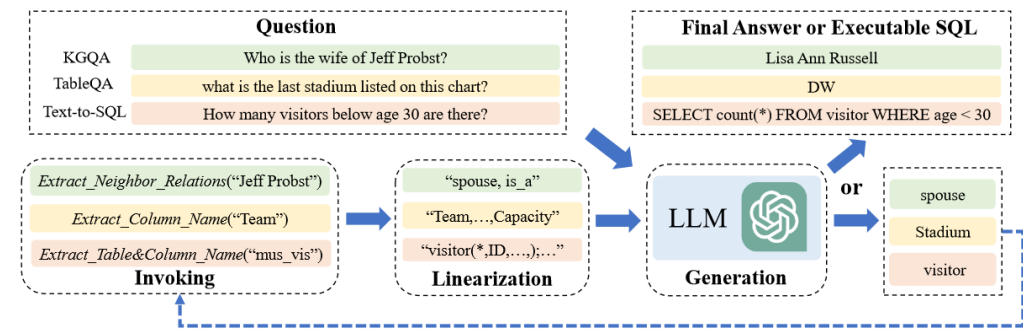 Question
KGQA
Who is the wife of Jeff Probst?
TableQA
what is the last stadium listed on this chart?
Text-to-SQL
How many visitors below age 30 are there?
Final Answer or Executable SQL
Lisa Ann Russell
DW
SELECT count(*) FROM visitor WHERE age < 30
Extract_Neighbor_Relations(“Jeff Probst”)
Extract_Column_Name(“Team”)
Extract_Table&Column_Name(“mus_vis”)
Invoking
“spouse, is_a”
“Team,…,Capacity”
“visitor(*,ID,…,);…”
Linearization
LLM
Generation
or
spouse
Stadium
visitor